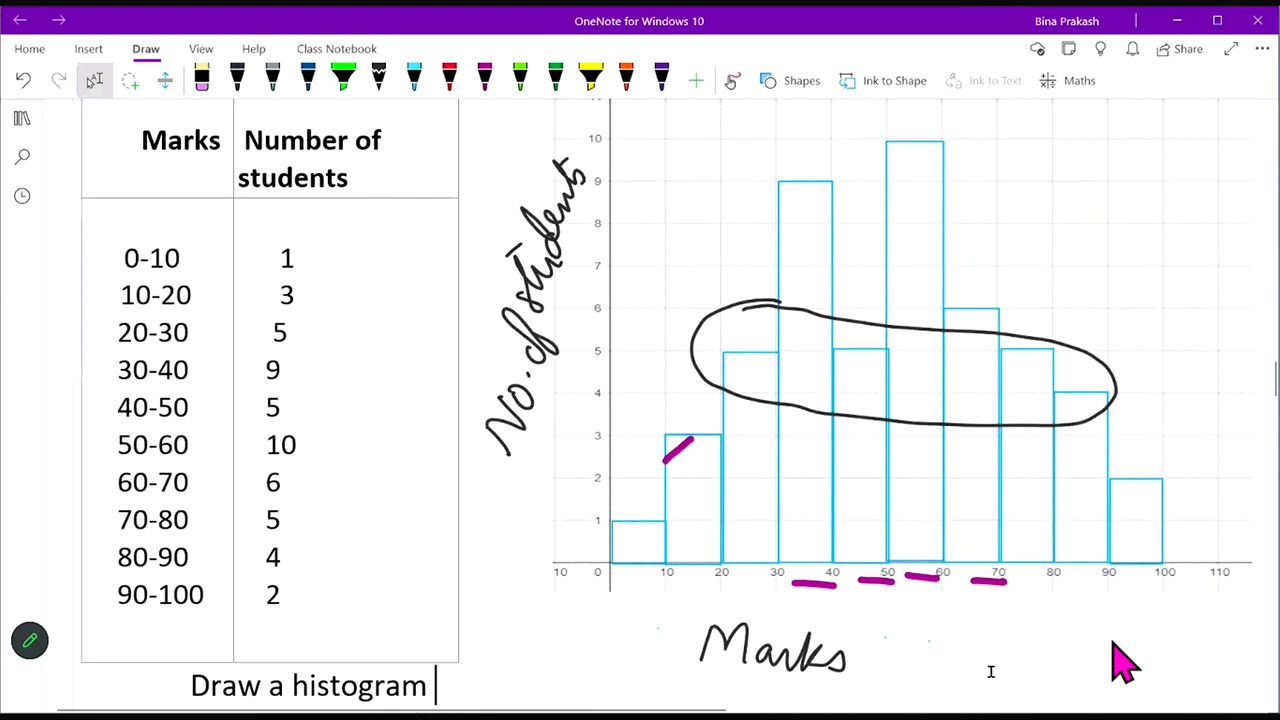 OneNote for Windows 10
Bina Prakash
Home Insert Draw View Help Class Notebook
Share
Shapes Ink to Shape Ink to Text Maths
Marks Number of students
0-10 1
10-20 3
20-30 5
30-40 9
40-50 5
50-60 10
60-70 6
70-80 5
80-90 4
90-100 2
Draw a histogram
No. of students
10
9
8
7
6
5
4
3
2
1
10 0 10 20 30 40 50 60 70 80 90 100 110
Marks